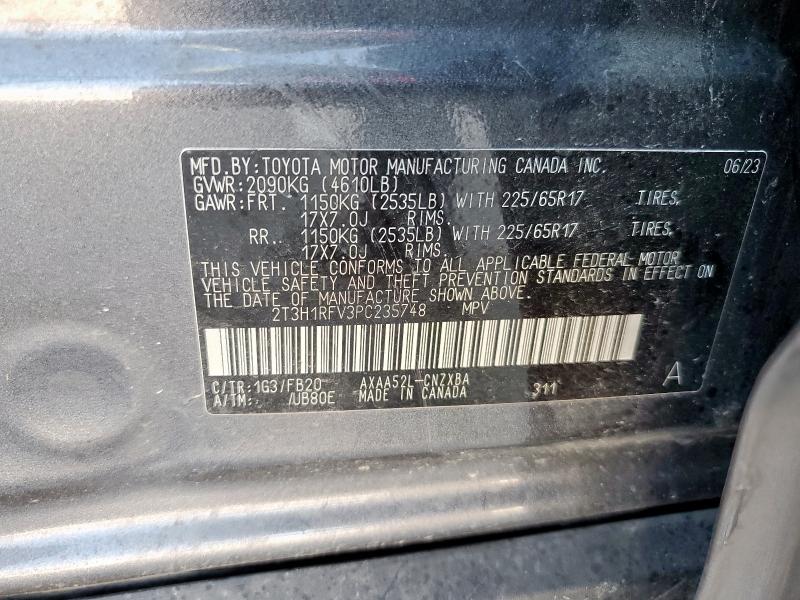 MFD.BY:TOYOTA MOTOR MANUFACTURING CANADA INC. 06/23
GVWR:2090KG (4610LB)
GAWR:FRT. 1150KG (2535LB) WITH 225/65R17 TIRES,
17X7.0J RIMS,
RR.. 1150KG (2535LB) WITH 225/65R17 TIRES,
17X7.0J RIMS.
THIS VEHICLE CONFORMS TO ALL APPLICABLE FEDERAL MOTOR
VEHICLE SAFETY AND THEFT PREVENTION STANDARDS IN EFFECT ON
THE DATE OF MANUFACTURE SHOWN ABOVE.
2T3H1RFV3PC235748 MPV
C/TR:1G3/FB20 AXAA52L-CNZXBA A
A/TM: /UB80E MADE IN CANADA 311